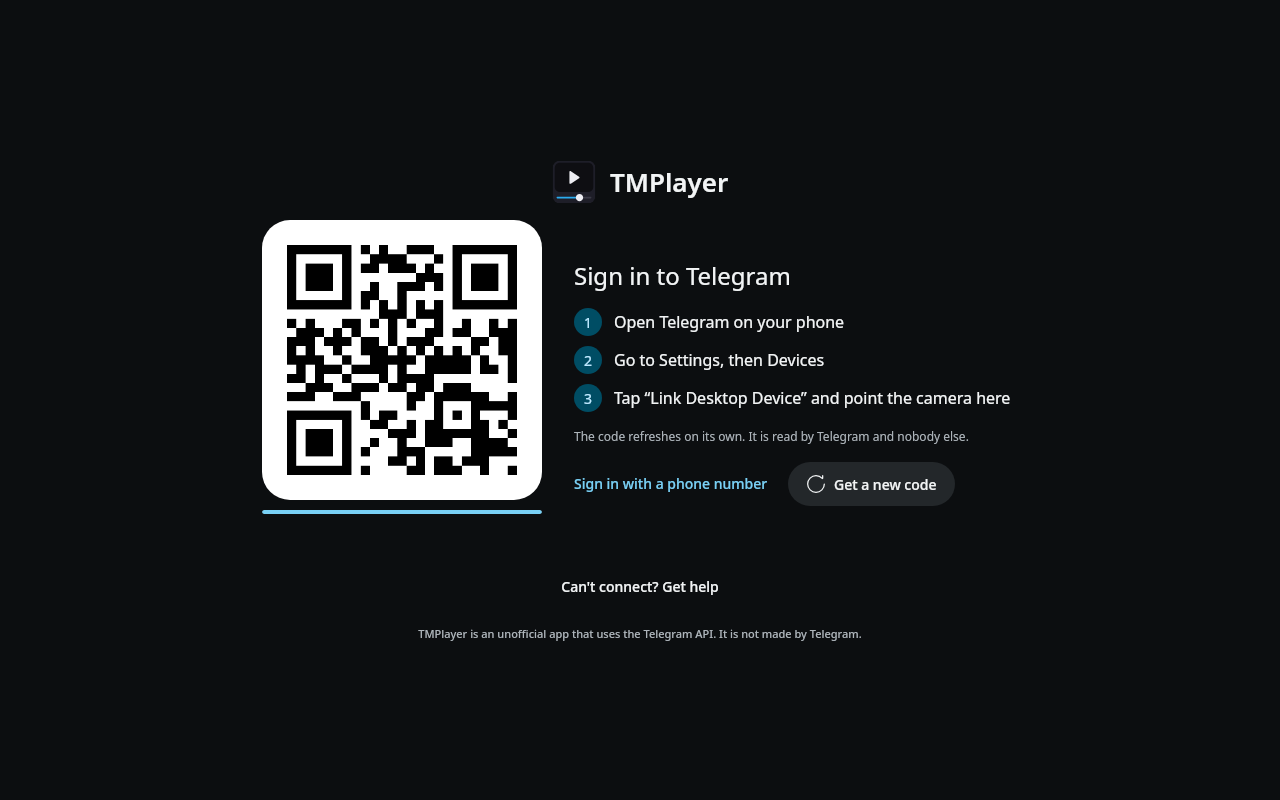 TMPlayer
Sign in to Telegram
1 Open Telegram on your phone
2 Go to Settings, then Devices
3 Tap “Link Desktop Device” and point the camera here
The code refreshes on its own. It is read by Telegram and nobody else.
Sign in with a phone number
Get a new code
Can't connect? Get help
TMPlayer is an unofficial app that uses the Telegram API. It is not made by Telegram.